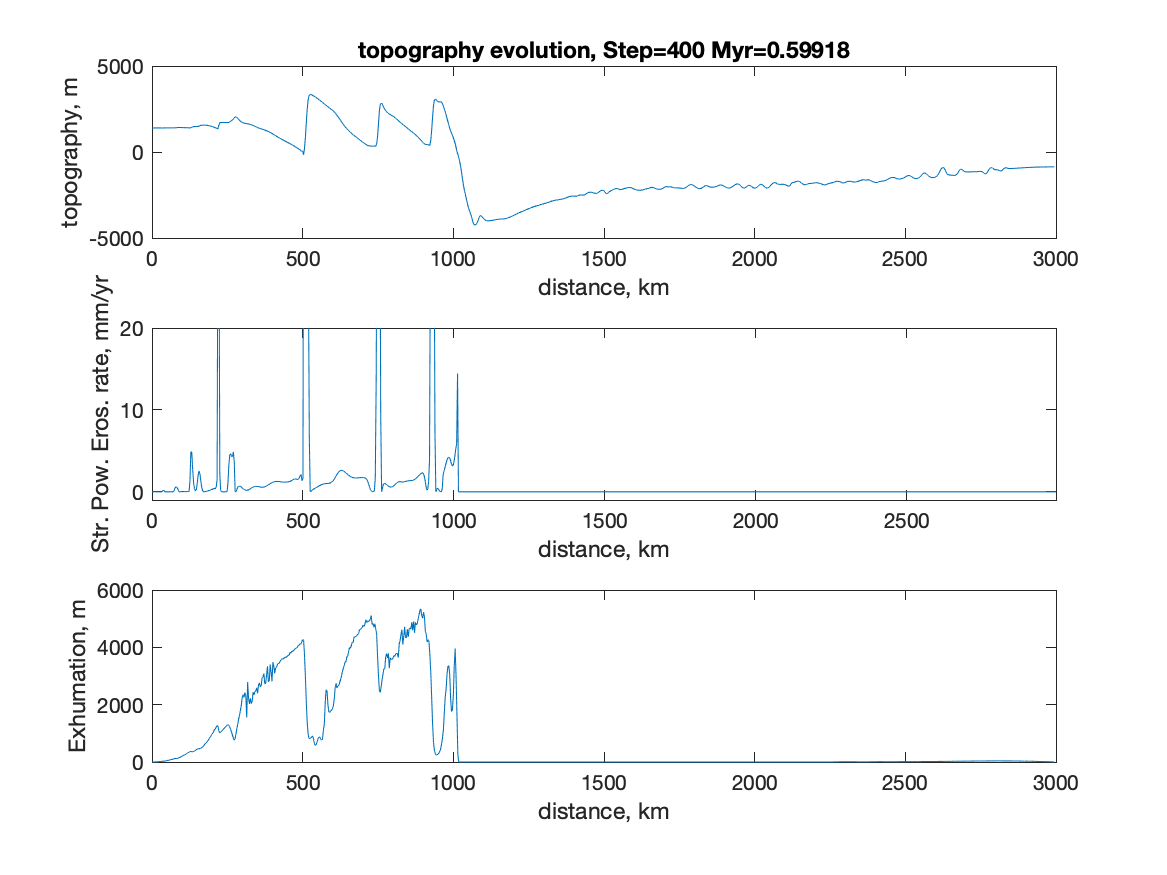 topography evolution, Step=400 Myr=0.59918
5000
0
-5000
topography, m
0 500 1000 1500 2000 2500 3000
distance, km
20
10
0
Str. Pow. Eros. rate, mm/yr
0 500 1000 1500 2000 2500
distance, km
6000
4000
2000
0
Exhumation, m
0 500 1000 1500 2000 2500 3000
distance, km